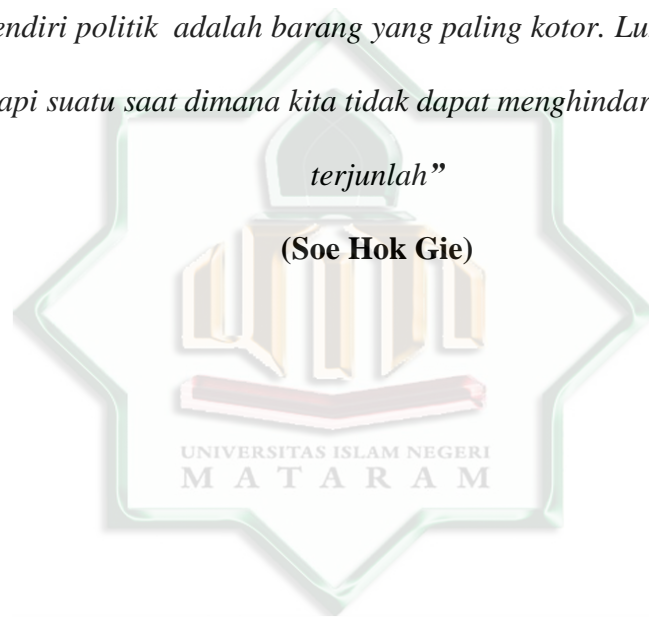 endiri politik adalah barang yang paling kotor. Lu
api suatu saat dimana kita tidak dapat menghindar
terjunlah”
(Soe Hok Gie)
UNIVERSITAS ISLAM NEGERI
MATARAM